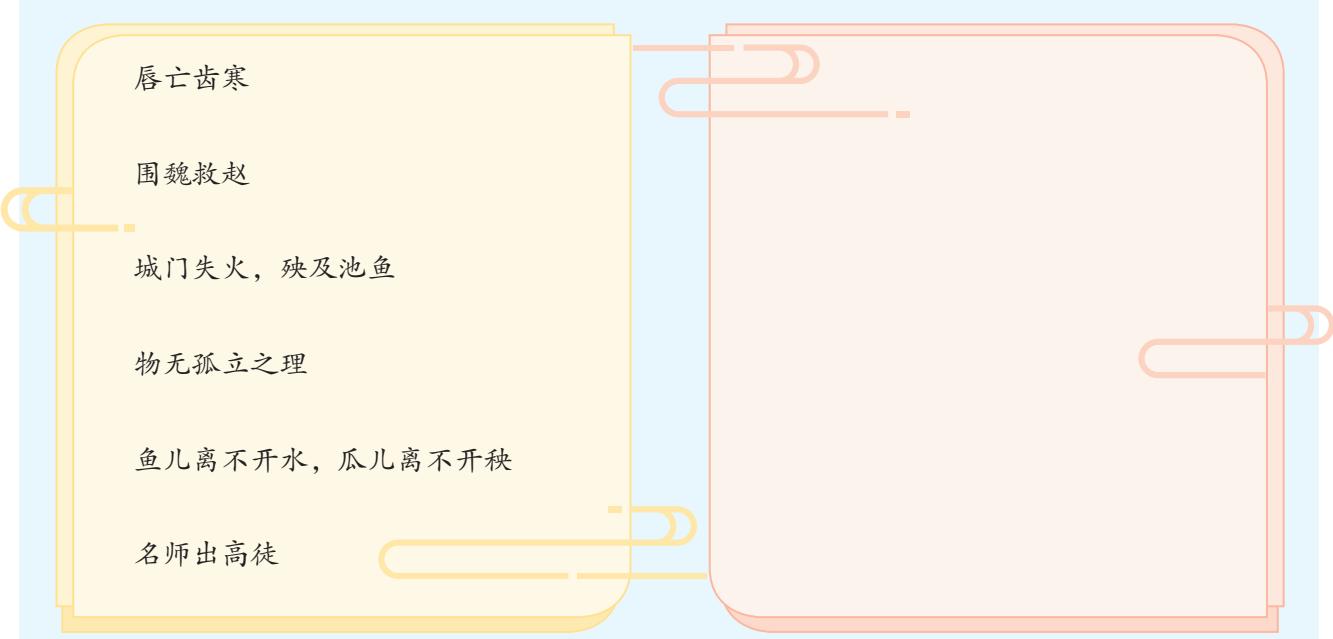 唇亡齿寒
围魏救赵
城门失火，殃及池鱼
物无孤立之理
鱼儿离不开水，瓜儿离不开秧
名师出高徒